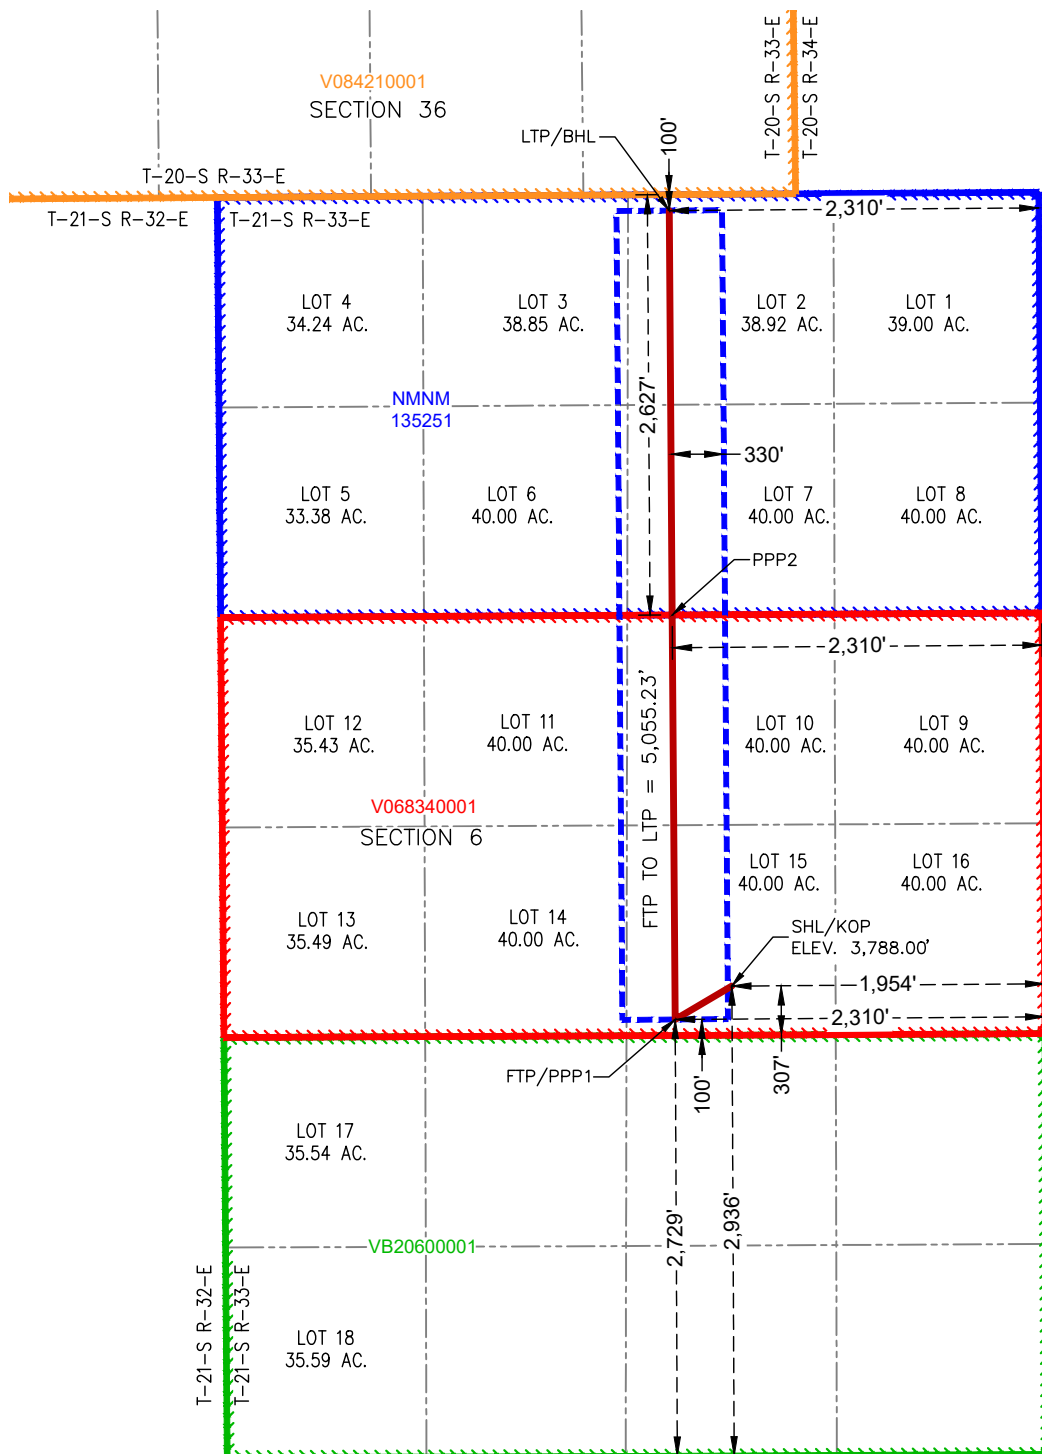 V084210001
SECTION 36
T-20-S R-33-E
T-20-S R-34-E
LTP/BHL
100'
T-20-S R-33-E
T-21-S R-32-E
T-21-S R-33-E
2,310'
LOT 4
34.24 AC.
LOT 3
38.85 AC.
LOT 2
38.92 AC.
LOT 1
39.00 AC.
NMNM
135251
2,627'
330'
LOT 5
33.38 AC.
LOT 6
40.00 AC.
LOT 7
40.00 AC.
LOT 8
40.00 AC.
PPP2
2,310'
FTP TO LTP = 5,055.23'
LOT 12
35.43 AC.
LOT 11
40.00 AC.
LOT 10
40.00 AC.
LOT 9
40.00 AC.
V068340001
SECTION 6
LOT 15
40.00 AC.
LOT 16
40.00 AC.
LOT 13
35.49 AC.
LOT 14
40.00 AC.
SHL/KOP
ELEV. 3,788.00'
1,954'
2,310'
FTP/PPP1
100'
307'
LOT 17
35.54 AC.
2,729'
2,936'
VB20600001
T-21-S R-32-E
T-21-S R-33-E
LOT 18
35.59 AC.